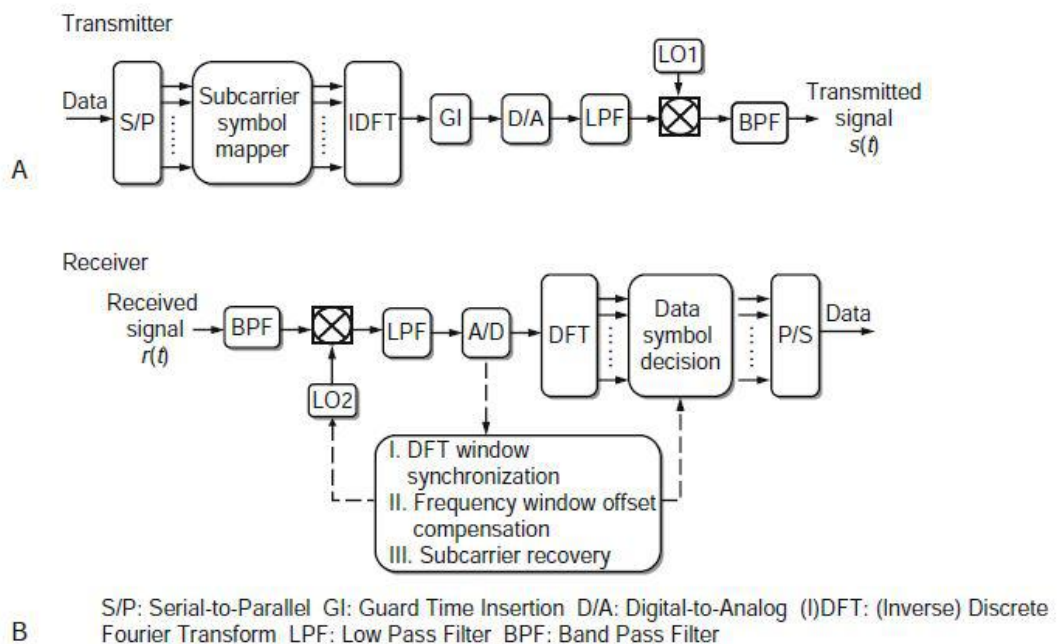 Transmitter
Data
S/P
Subcarrier
symbol
mapper
IDFT
GI
D/A
LPF
LO1
BPF
Transmitted
signal
s(t)
A
Receiver
Received
signal
r(t)
BPF
LO2
LPF
A/D
DFT
Data
symbol
decision
P/S
Data
I. DFT window
synchronization
II. Frequency window offset
compensation
III. Subcarrier recovery
B
S/P: Serial-to-Parallel GI: Guard Time Insertion D/A: Digital-to-Analog (I)DFT: (Inverse) Discrete
Fourier Transform LPF: Low Pass Filter BPF: Band Pass Filter